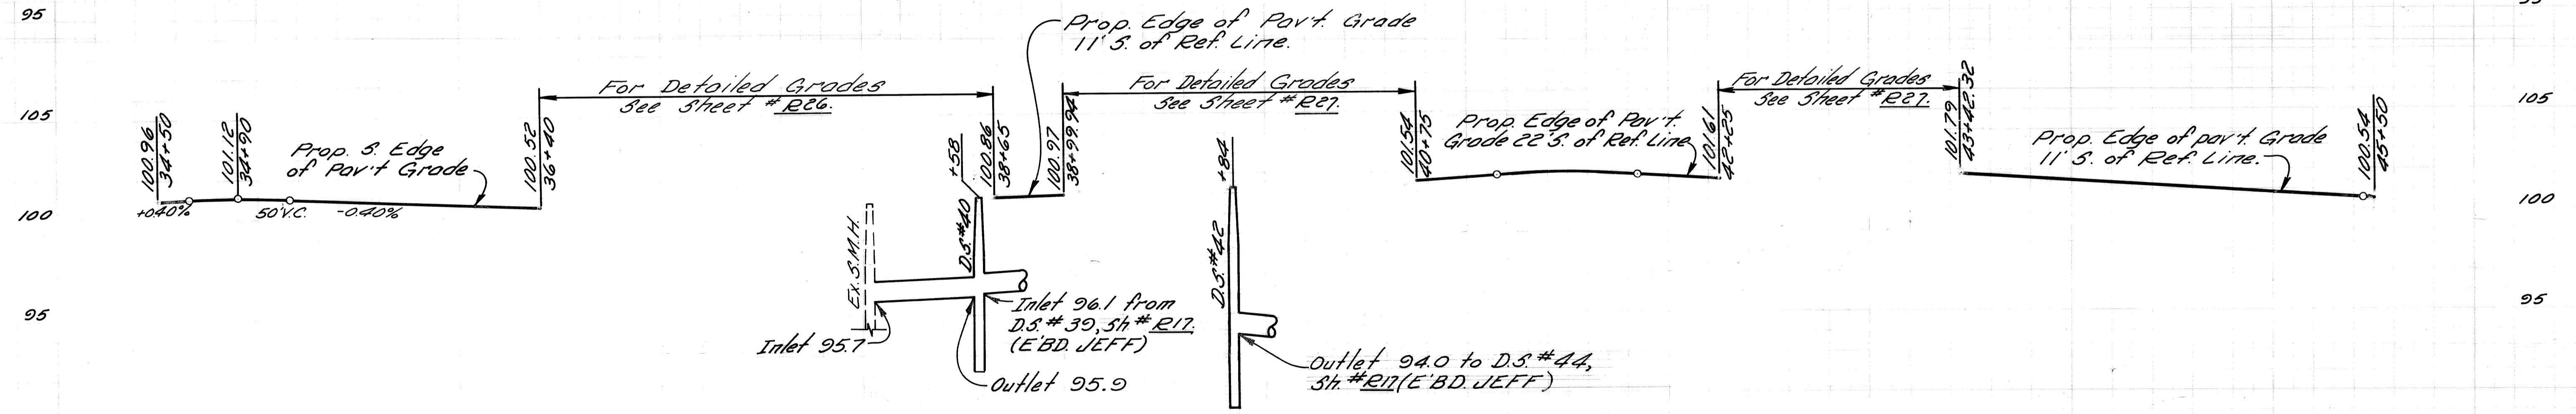 95
Prop. Edge of Pav't. Grade
11' S. of Ref. Line.
For Detailed Grades
See Sheet # R26.
For Detailed Grades
See Sheet # R27.
For Detailed Grades
See Sheet # R27.
105
105
100.96
34+50
101.12
34+90
Prop. S. Edge
of Pav't Grade
100.52
36+40
+58
100.86
38+65
100.97
38+99.94
+84
101.54
40+75
Prop. Edge of Pav't.
Grade 22' S. of Ref. Line
101.61
42+25
101.79
43+42.32
Prop. Edge of pav't. Grade
11' S. of Ref. Line.
100.54
45+50
100
+0.40%
50' V.C.
-0.40%
100
Ex. S.M.H.
D.S. #40
D.S. #42
95
95
Inlet 95.7
Inlet 96.1 from
D.S. # 39, Sh # R17.
(E'BD. JEFF)
Outlet 95.9
Outlet 94.0 to D.S. #44,
Sh. # R17 (E'BD. JEFF)